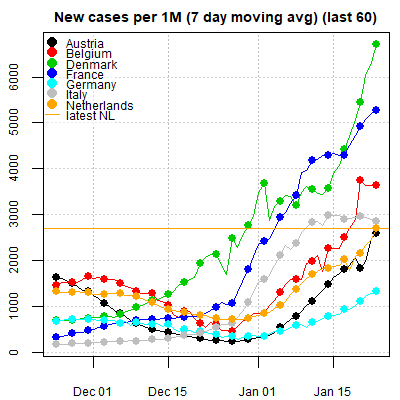 New cases per 1M (7 day moving avg) (last 60)
Austria
Belgium
Denmark
France
Germany
Italy
Netherlands
latest NL
6000
5000
4000
3000
2000
1000
0
Dec 01 Dec 15 Jan 01 Jan 15